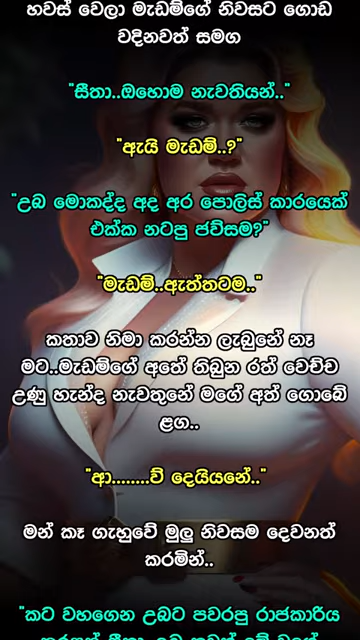 හවස් වෙලා මැඩම්ගේ නිවසට ගොඩ
වදිනවත් සමග
"සීතා..ඔහොම නැවතියන්.."
"ඇයි මැඩම්..?"
"උඹ මොකද්ද අද අර පොලිස් කාරයෙක්
එක්ක නටපු ජව්සම?"
"මැඩම්..ඇත්තටම.."
කතාව නිමා කරන්න ලැබුනේ නෑ
මට..මැඩම්ගේ අතේ තිබුන රත් වෙච්ච
උණු හැන්ද නැවතුනේ මගේ අත් ගොබේ
ළග..
"ආ........ව් දෙයියනේ.."
මන් කෑ ගැහුවේ මුලු නිවසම දෙවනත්
කරමින්..
"කට වහගෙන උබට පවරපු රාජකාරිය